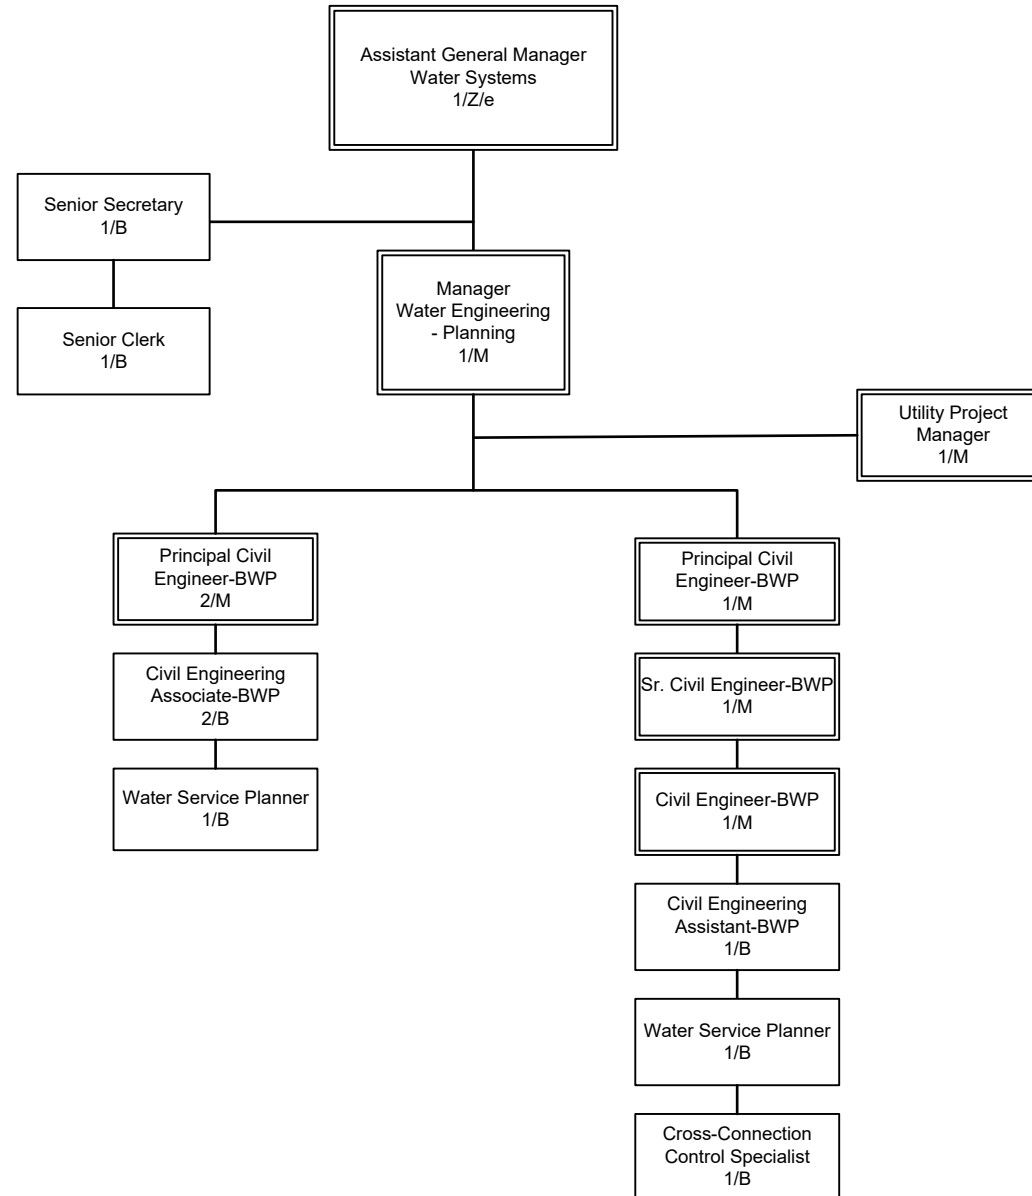 Assistant General Manager
Water Systems
1/Z/e
Senior Secretary
1/B
Senior Clerk
1/B
Manager
Water Engineering
- Planning
1/M
Utility Project
Manager
1/M
Principal Civil
Engineer-BWP
2/M
Civil Engineering
Associate-BWP
2/B
Water Service Planner
1/B
Principal Civil
Engineer-BWP
1/M
Sr. Civil Engineer-BWP
1/M
Civil Engineer-BWP
1/M
Civil Engineering
Assistant-BWP
1/B
Water Service Planner
1/B
Cross-Connection
Control Specialist
1/B